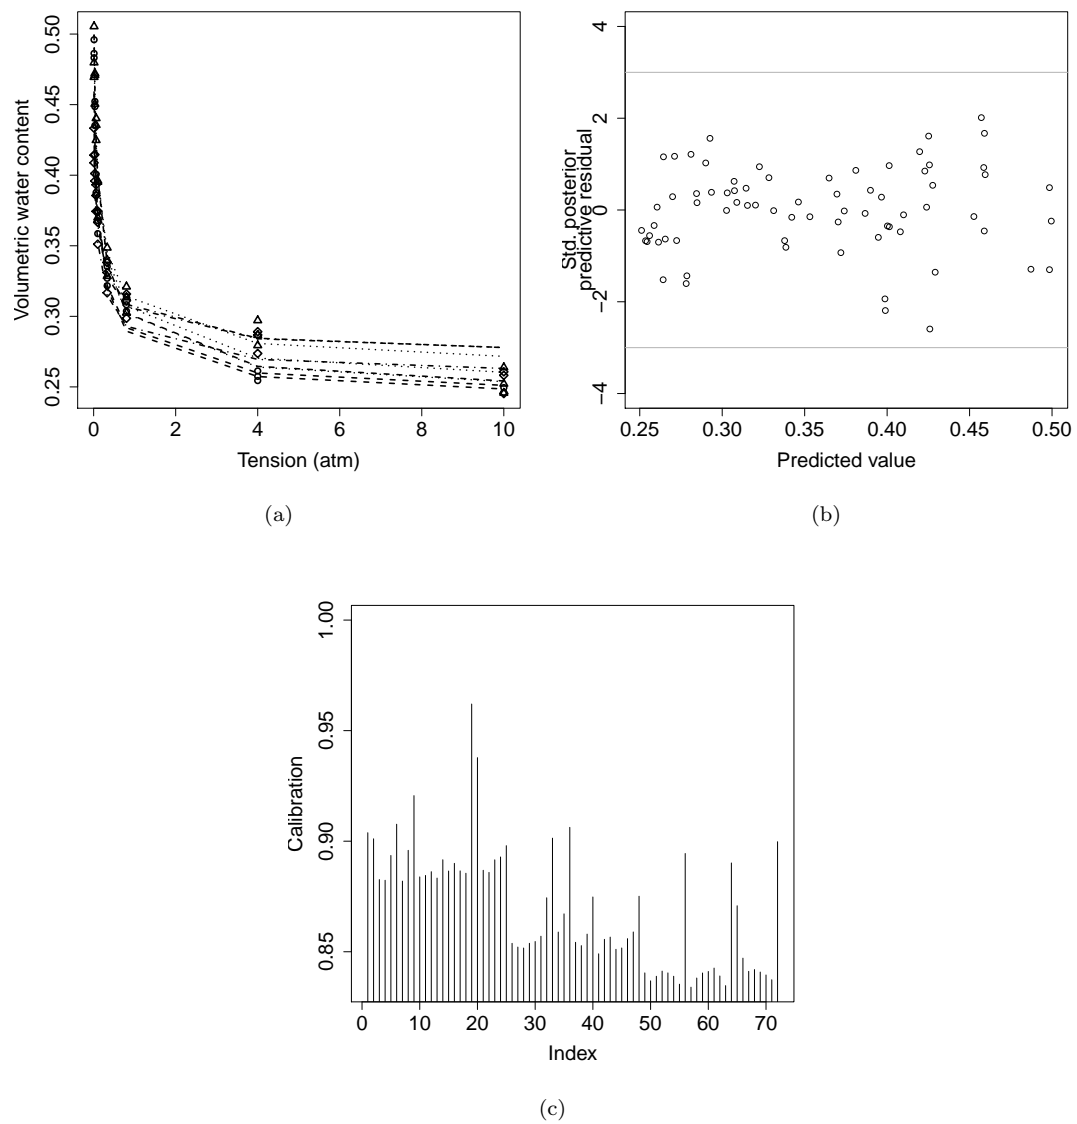 0.50
0.45
0.40
0.35
0.30
0.25
Volumetric water content
0 2 4 6 8 10
Tension (atm)
(a)
4
2
0
−2
−4
Std. posterior
predictive residual
0.25 0.30 0.35 0.40 0.45 0.50
Predicted value
(b)
1.00
0.95
0.90
0.85
Calibration
0 10 20 30 40 50 60 70
Index
(c)